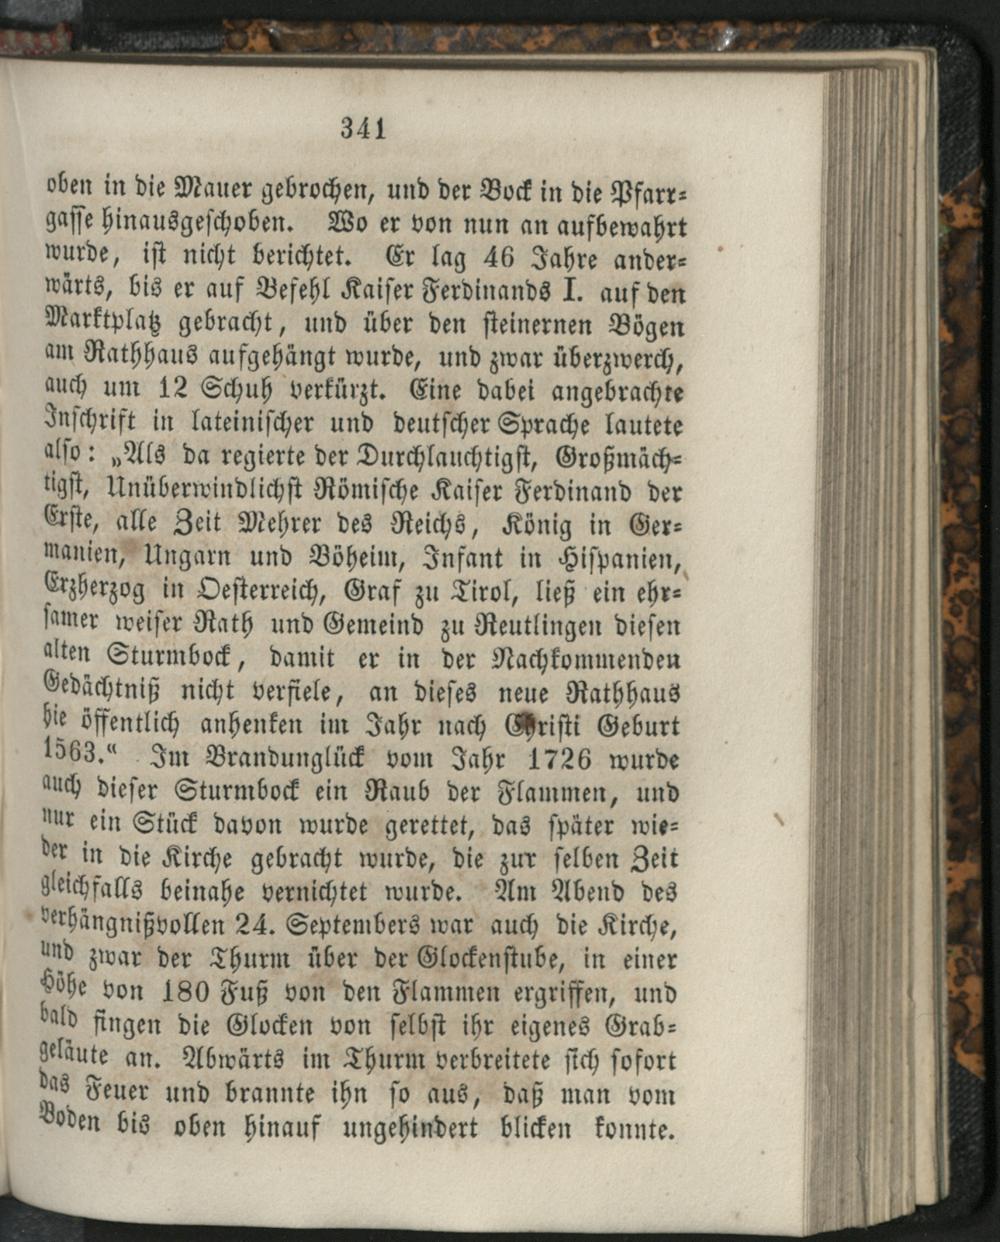 341
oben in die Mauer gebrochen, und der Bock in die Pfarr-
gasse hinausgeschoben. Wo er von nun an aufbewahrt
wurde, ist nicht berichtet. Er lag 46 Jahre ander-
wärts, bis er auf Befehl Kaiser Ferdinands I. auf den
Marktplatz gebracht, und über den steinernen Bögen
am Rathhaus aufgehängt wurde, und zwar überzwerch,
auch um 12 Schuh verkürzt. Eine dabei angebrachte
Inschrift in lateinischer und deutscher Sprache lautete
also: „Als da regierte der Durchlauchtigst, Großmäch-
tigst, Unüberwindlichst Römische Kaiser Ferdinand der
Erste, alle Zeit Mehrer des Reichs, König in Ger-
manien, Ungarn und Böheim, Infant in Hispanien,
Erzherzog in Oesterreich, Graf zu Tirol, ließ ein ehr-
samer weiser Rath und Gemeind zu Reutlingen diesen
alten Sturmbock, damit er in der Nachkommenden
Gedächtniß nicht verfiele, an dieses neue Rathhaus
hie öffentlich anhenken im Jahr nach Christi Geburt
1563.“ Im Brandunglück vom Jahr 1726 wurde
auch dieser Sturmbock ein Raub der Flammen, und
nur ein Stück davon wurde gerettet, das später wie-
der in die Kirche gebracht wurde, die zur selben Zeit
gleichfalls beinahe vernichtet wurde. Am Abend des
verhängnißvollen 24. Septembers war auch die Kirche,
und zwar der Thurm über der Glockenstube, in einer
Höhe von 180 Fuß von den Flammen ergriffen, und
bald fingen die Glocken von selbst ihr eigenes Grab-
geläute an. Abwärts im Thurm verbreitete sich sofort
das Feuer und brannte ihn so aus, daß man vom
Boden bis oben hinauf ungehindert blicken konnte.